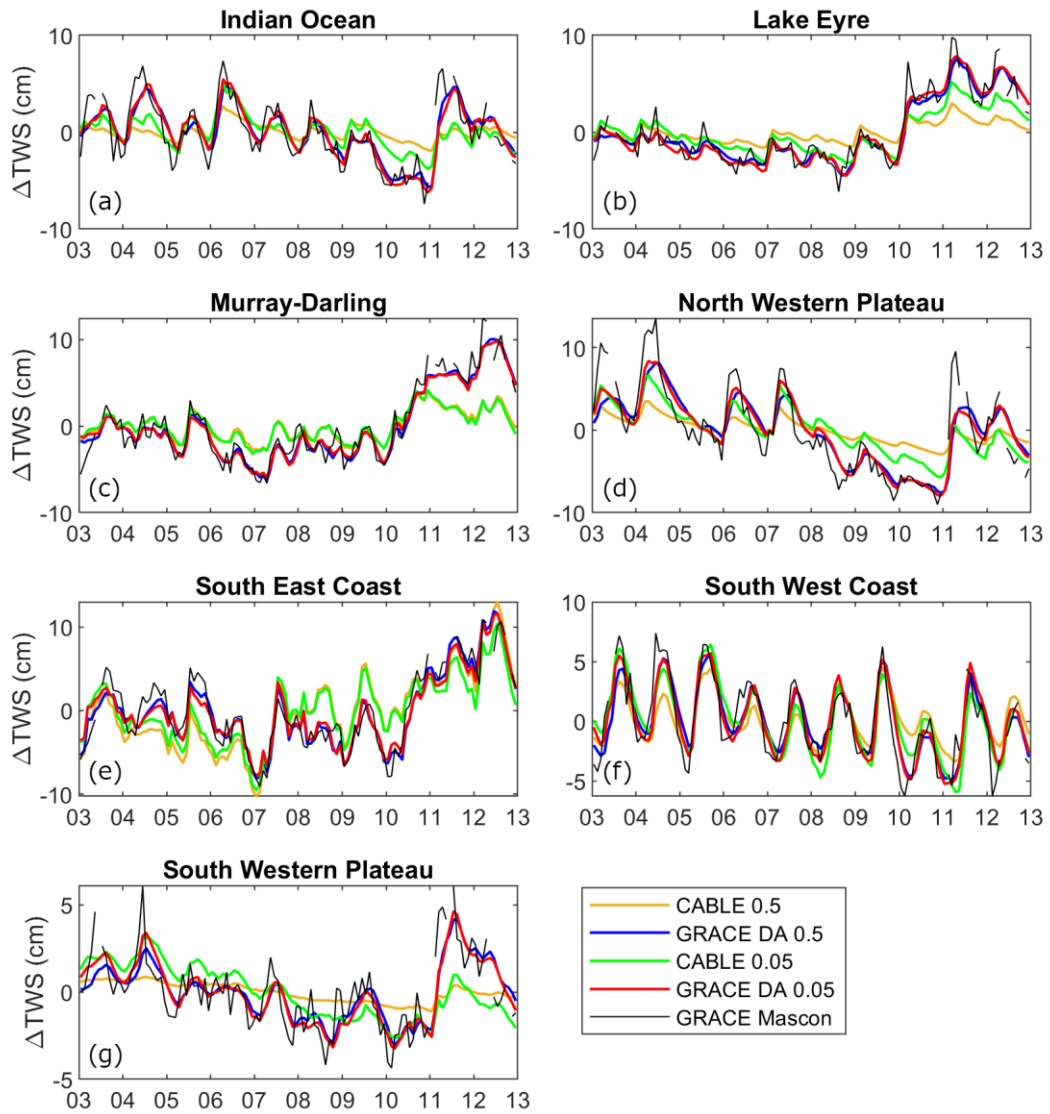 Indian Ocean
10
0
-10
ΔTWS (cm)
(a)
03 04 05 06 07 08 09 10 11 12 13
Lake Eyre
10
0
-10
(b)
03 04 05 06 07 08 09 10 11 12 13
Murray-Darling
10
0
-10
ΔTWS (cm)
(c)
03 04 05 06 07 08 09 10 11 12 13
North Western Plateau
10
0
-10
(d)
03 04 05 06 07 08 09 10 11 12 13
South East Coast
10
0
-10
ΔTWS (cm)
(e)
03 04 05 06 07 08 09 10 11 12 13
South West Coast
10
5
0
-5
(f)
03 04 05 06 07 08 09 10 11 12 13
South Western Plateau
5
0
-5
ΔTWS (cm)
(g)
03 04 05 06 07 08 09 10 11 12 13
CABLE 0.5
GRACE DA 0.5
CABLE 0.05
GRACE DA 0.05
GRACE Mascon